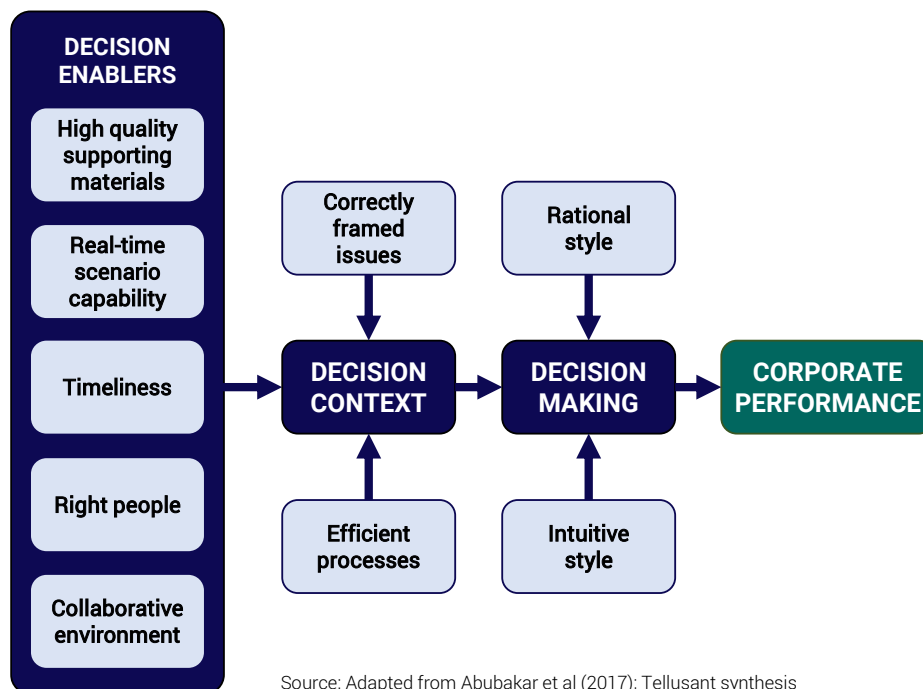 DECISION
ENABLERS
High quality
supporting
materials
Real-time
scenario
capability
Timeliness
Right people
Collaborative
environment
Correctly
framed
issues
DECISION
CONTEXT
Efficient
processes
Rational
style
DECISION
MAKING
Intuitive
style
CORPORATE
PERFORMANCE
Source: Adapted from Abubakar et al (2017); Tellusant synthesis